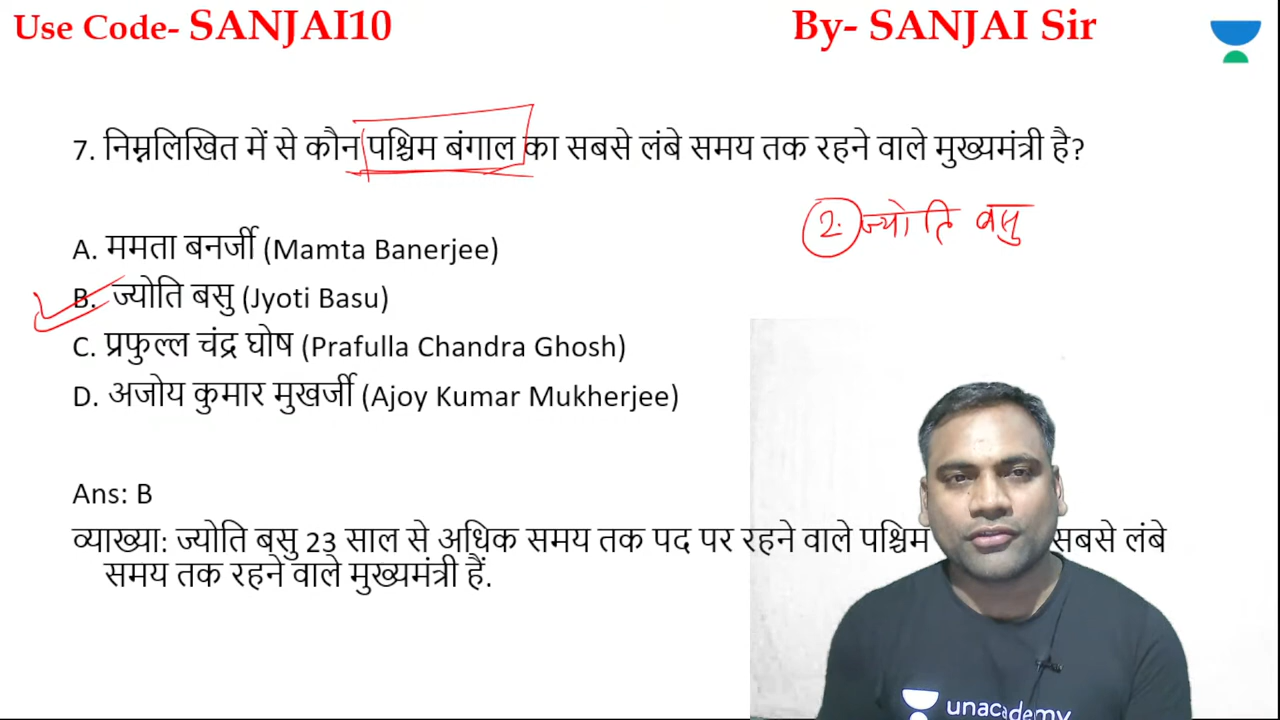 Use Code- SANJAI10
By- SANJAI Sir
7. निम्नलिखित में से कौन पश्चिम बंगाल का सबसे लंबे समय तक रहने वाले मुख्यमंत्री है?
2. ज्योति बसु
A. ममता बनर्जी (Mamta Banerjee)
B. ज्योति बसु (Jyoti Basu)
C. प्रफुल्ल चंद्र घोष (Prafulla Chandra Ghosh)
D. अजोय कुमार मुखर्जी (Ajoy Kumar Mukherjee)
Ans: B
व्याख्या: ज्योति बसु 23 साल से अधिक समय तक पद पर रहने वाले पश्चिम सबसे लंबे
समय तक रहने वाले मुख्यमंत्री हैं.
unacademy